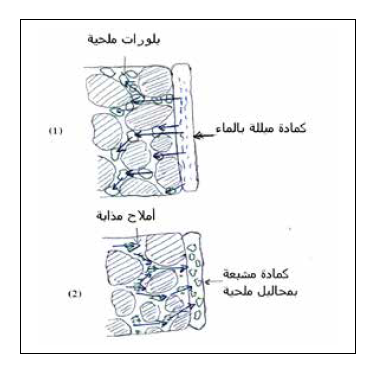 بلورات ملحية
كمادة مبللة بالماء
(1)
أملاح مذابة
كمادة مشبعة
بمحاليل ملحية
(2)